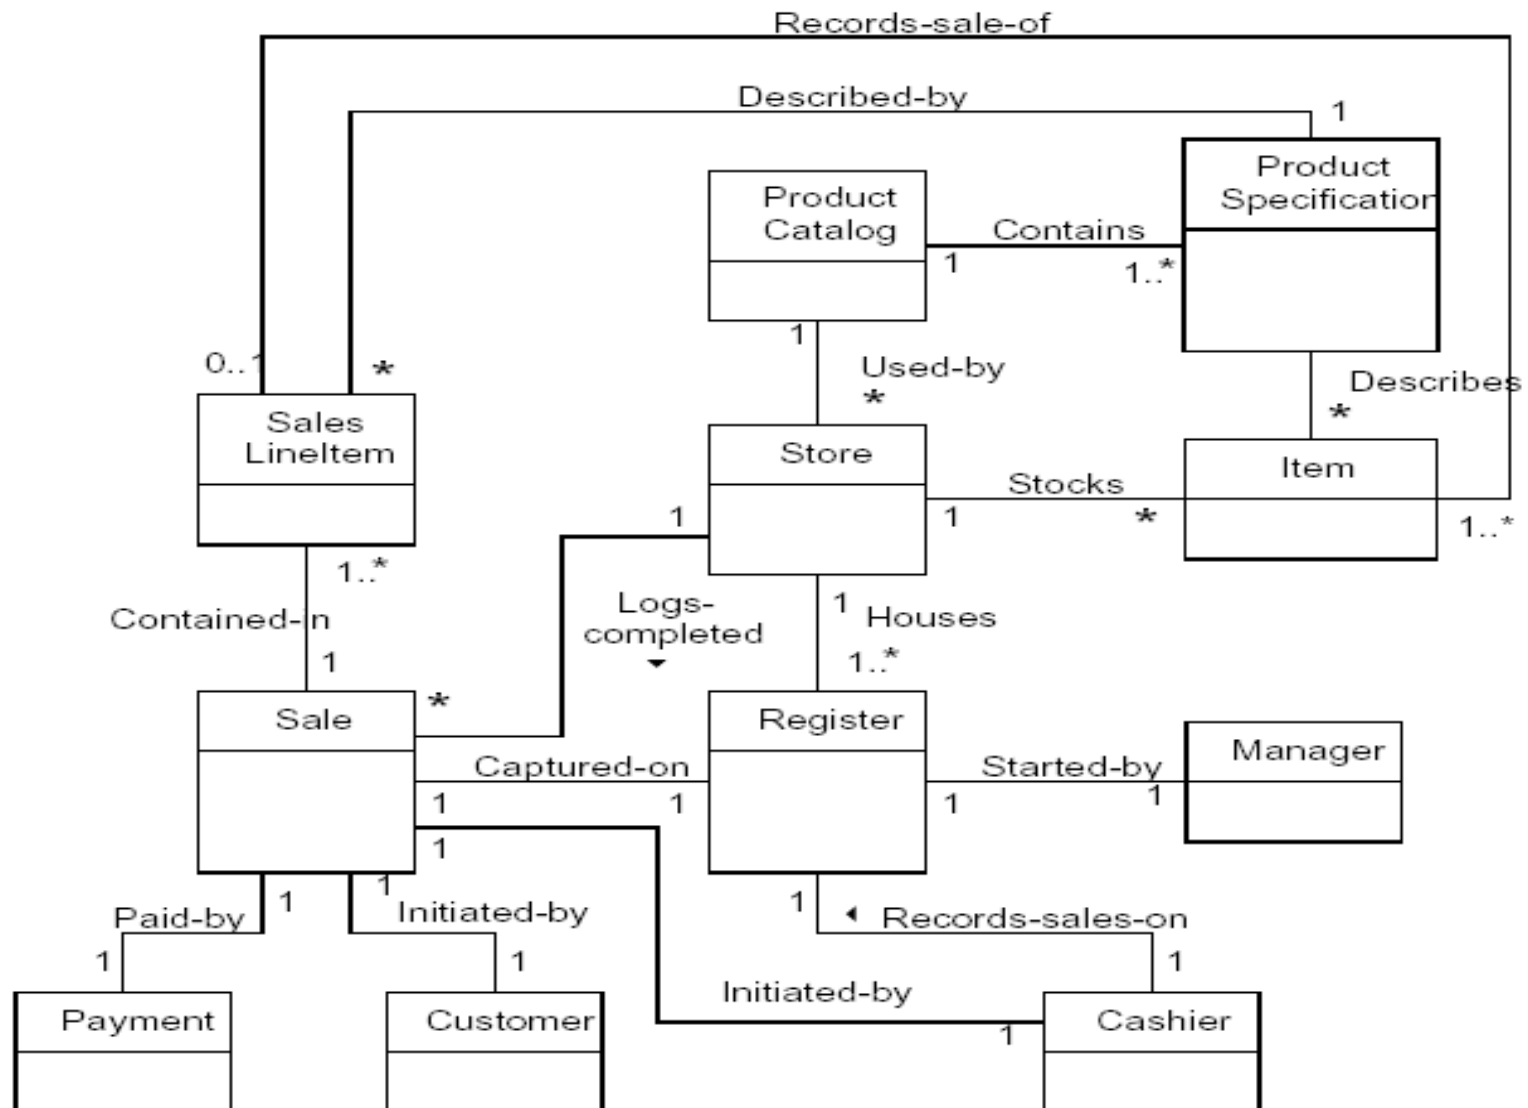 Records-sale-of
Described-by
1
Product
Specification
Product
Catalog
Contains
1
1..*
1
0..1
*
Used-by
*
Describes
*
Sales
LineItem
Store
Item
Stocks
1
1
*
1..*
1..*
1
Houses
Logs-
completed
Contained-in
1
1..*
*
Sale
Register
Manager
Captured-on
Started-by
1
1
1
1
1
1
1
1
Paid-by
Initiated-by
Records-sales-on
1
1
1
Initiated-by
Payment
Customer
Cashier
1